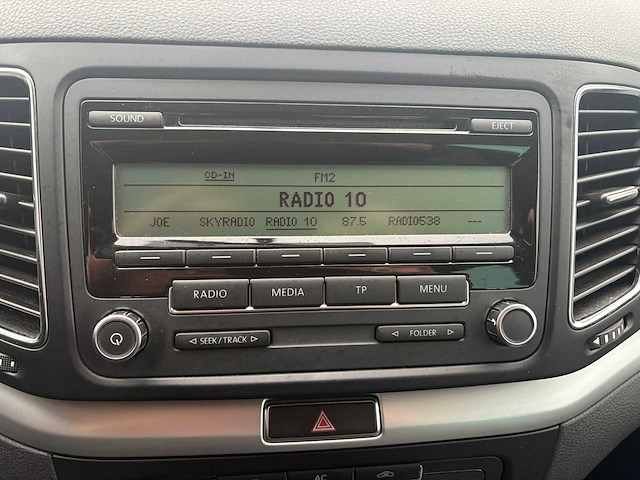 SOUND
EJECT
CD-IN FM2
RADIO 10
JOE SKYRADIO RADIO 10 87.5 RADIO538 ---
RADIO MEDIA TP MENU
SEEK/TRACK FOLDER
AC